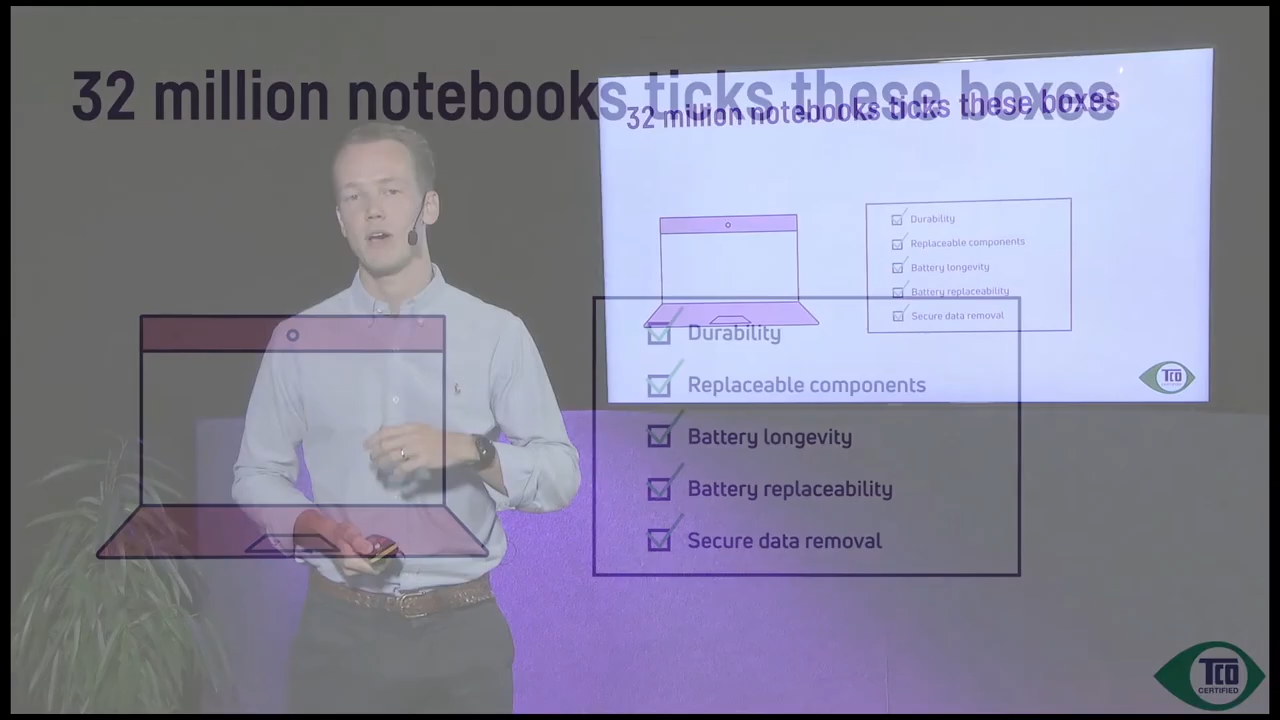 32 million notebooks ticks these boxes
32 million notebooks ticks these boxes
Durability
Replaceable components
Battery longevity
Battery replaceability
Secure data removal
TCO
Durability
Replaceable components
Battery longevity
Battery replaceability
Secure data removal
TCO
CERTIFIED